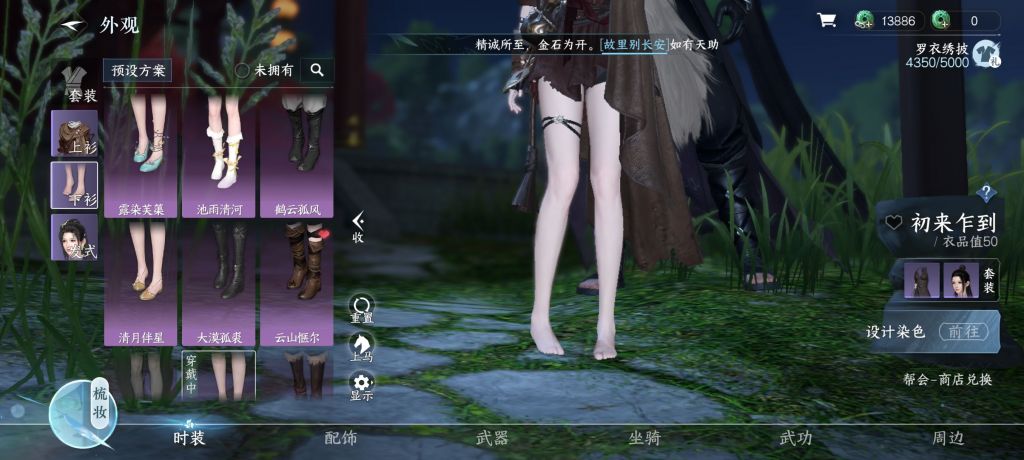 外观
精诚所至，金石为开。[故里别长安]如有天助
13886
0
罗衣绣披
4350/5000
礼
套装
预设方案
未拥有
上衫
下衫
发式
露染芙蕖
池雨清河
鹤云孤风
清月伴星
大漠孤裘
云山惬尔
穿戴中
收
重置
上马
显示
?
初来乍到
/ 衣品值50
套装
设计染色
前往
帮会-商店兑换
梳妆
时装
配饰
武器
坐骑
武功
周边